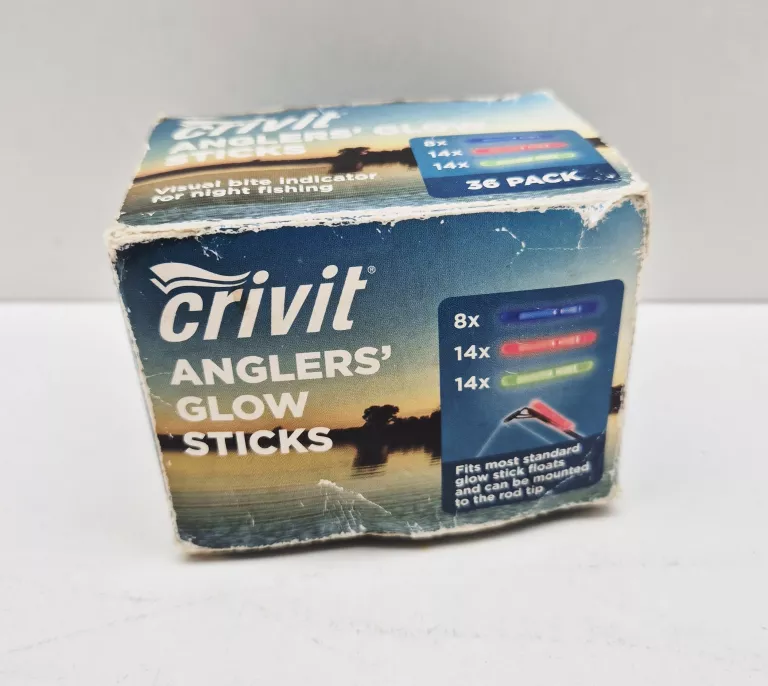 crivit
ANGLERS' GLOW
STICKS
Visual bite indicator
for night fishing
8x
14x
14x
36 PACK
crivit®
ANGLERS'
GLOW
STICKS
8x
14x
14x
Fits most standard
glow stick floats
and can be mounted
to the rod tip